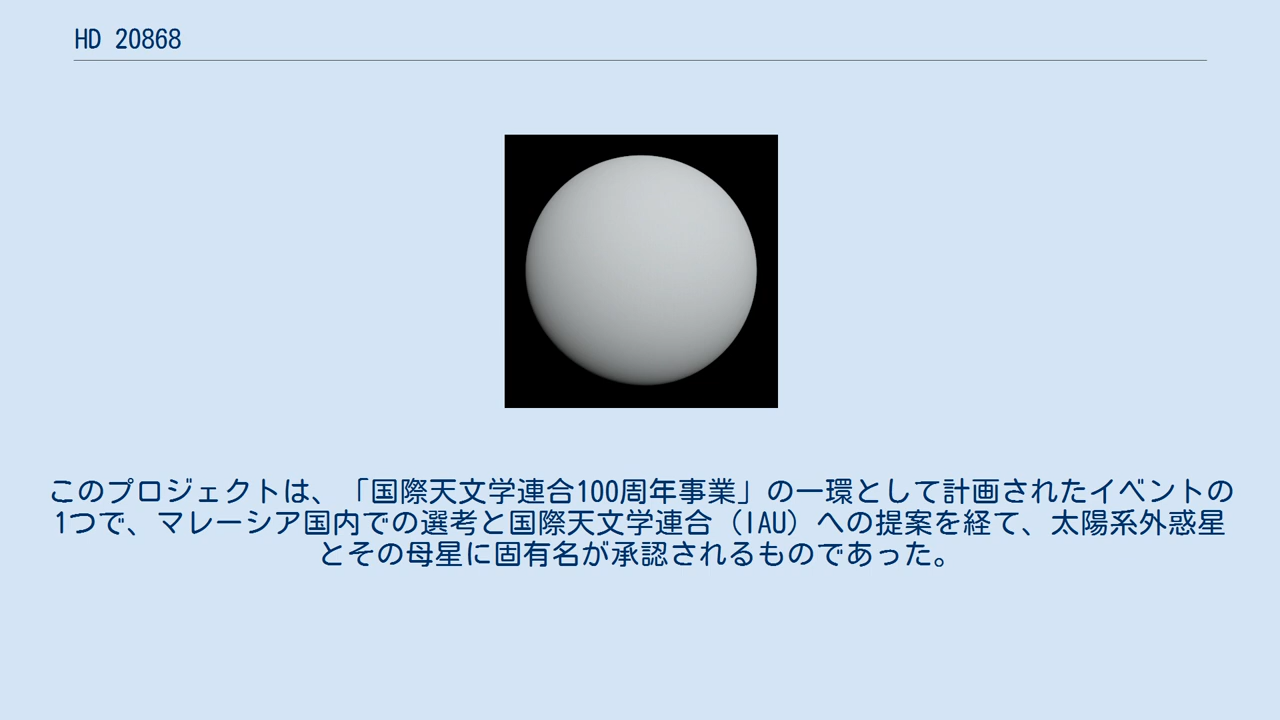 HD 20868
このプロジェクトは、「国際天文学連合100周年事業」の一環として計画されたイベントの
1つで、マレーシア国内での選考と国際天文学連合（IAU）への提案を経て、太陽系外惑星
とその母星に固有名が承認されるものであった。